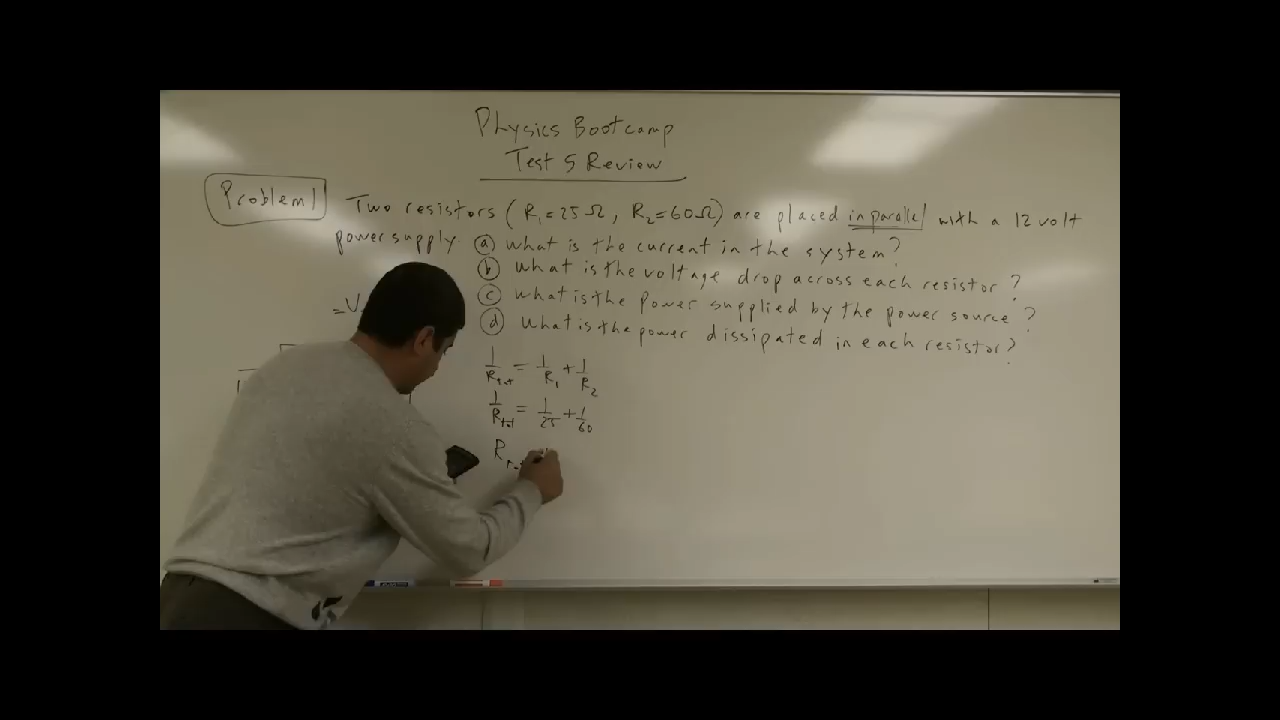 Physics Bootcamp
Test 5 Review
Problem 1
Two resistors (R₁=25Ω, R₂=60Ω) are placed in parallel with a 12 volt
power supply. ⓐ What is the current in the system?
ⓑ What is the voltage drop across each resistor?
ⓒ What is the power supplied by the power source?
ⓓ What is the power dissipated in each resistor?
=V
1/R_tot = 1/R₁ + 1/R₂
1/R_tot = 1/25 + 1/60
R